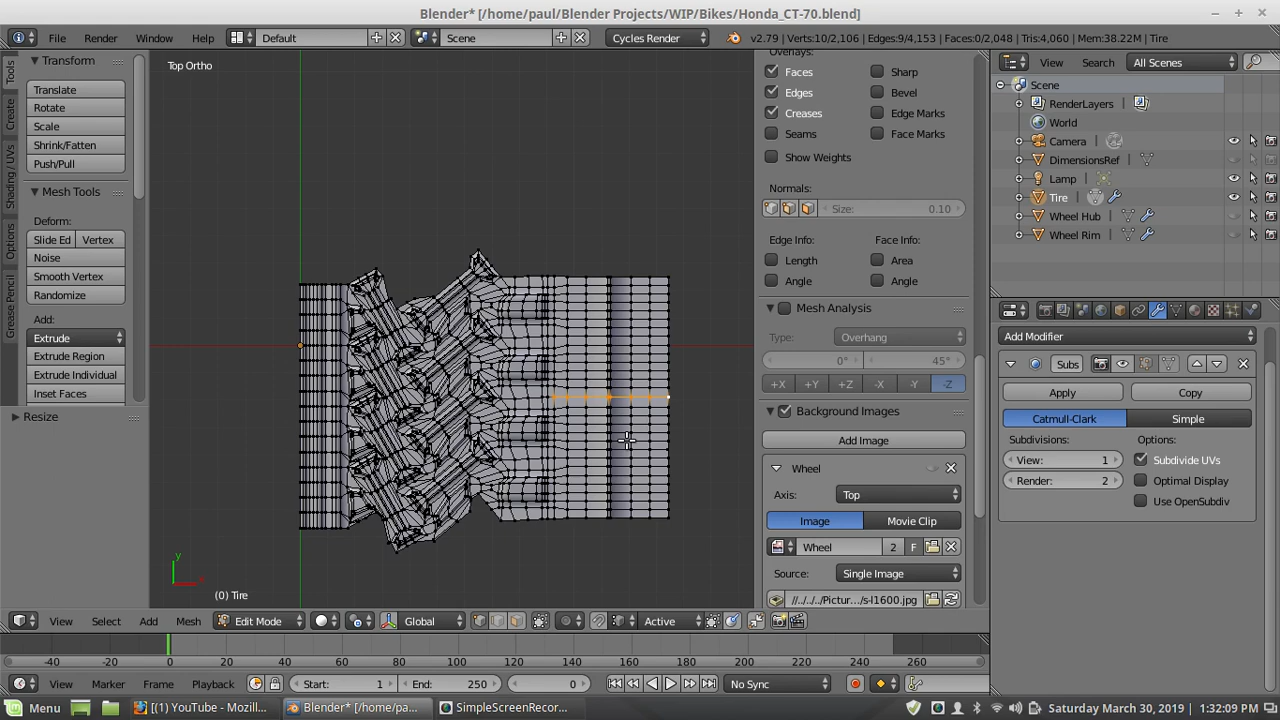 Blender* [/home/paul/Blender Projects/WIP/Bikes/Honda_CT-70.blend]
File Render Window Help Default Scene Cycles Render v2.79 | Verts:10/2,106 | Edges:9/4,153 | Faces:0/2,048 | Tris:4,060 | Mem:38.22M | Tire
Tools
Create
Shading / UVs
Options
Grease Pencil
Transform
Translate
Rotate
Scale
Shrink/Fatten
Push/Pull
Mesh Tools
Deform:
Slide Ed Vertex
Noise
Smooth Vertex
Randomize
Add:
Extrude
Extrude Region
Extrude Individual
Inset Faces
Resize
Top Ortho
y
x
(0) Tire
View Select Add Mesh Edit Mode Global Active
Overlays:
Faces Sharp
Edges Bevel
Creases Edge Marks
Seams Face Marks
Show Weights
Normals:
Size: 0.10
Edge Info: Face Info:
Length Area
Angle Angle
Mesh Analysis
Type: Overhang
0° 45°
+X +Y +Z -X -Y -Z
Background Images
Add Image
Wheel
Axis: Top
Image Movie Clip
Wheel 2 F
Source: Single Image
//../../../Pictur.../s-l1600.jpg
View Search All Scenes
Scene
RenderLayers
World
Camera
DimensionsRef
Lamp
Tire
Wheel Hub
Wheel Rim
Add Modifier
Subs
Apply Copy
Catmull-Clark Simple
Subdivisions: Options:
View: 1 Subdivide UVs
Render: 2 Optimal Display
Use OpenSubdiv
-40 -20 0 20 40 60 80 100 120 140 160 180 200 220 240 260
View Marker Frame Playback Start: 1 End: 250 0 No Sync
Menu [(1) YouTube - Mozill... Blender* [/home/pa... SimpleScreenRecor... Saturday March 30, 2019 1:32:09 PM